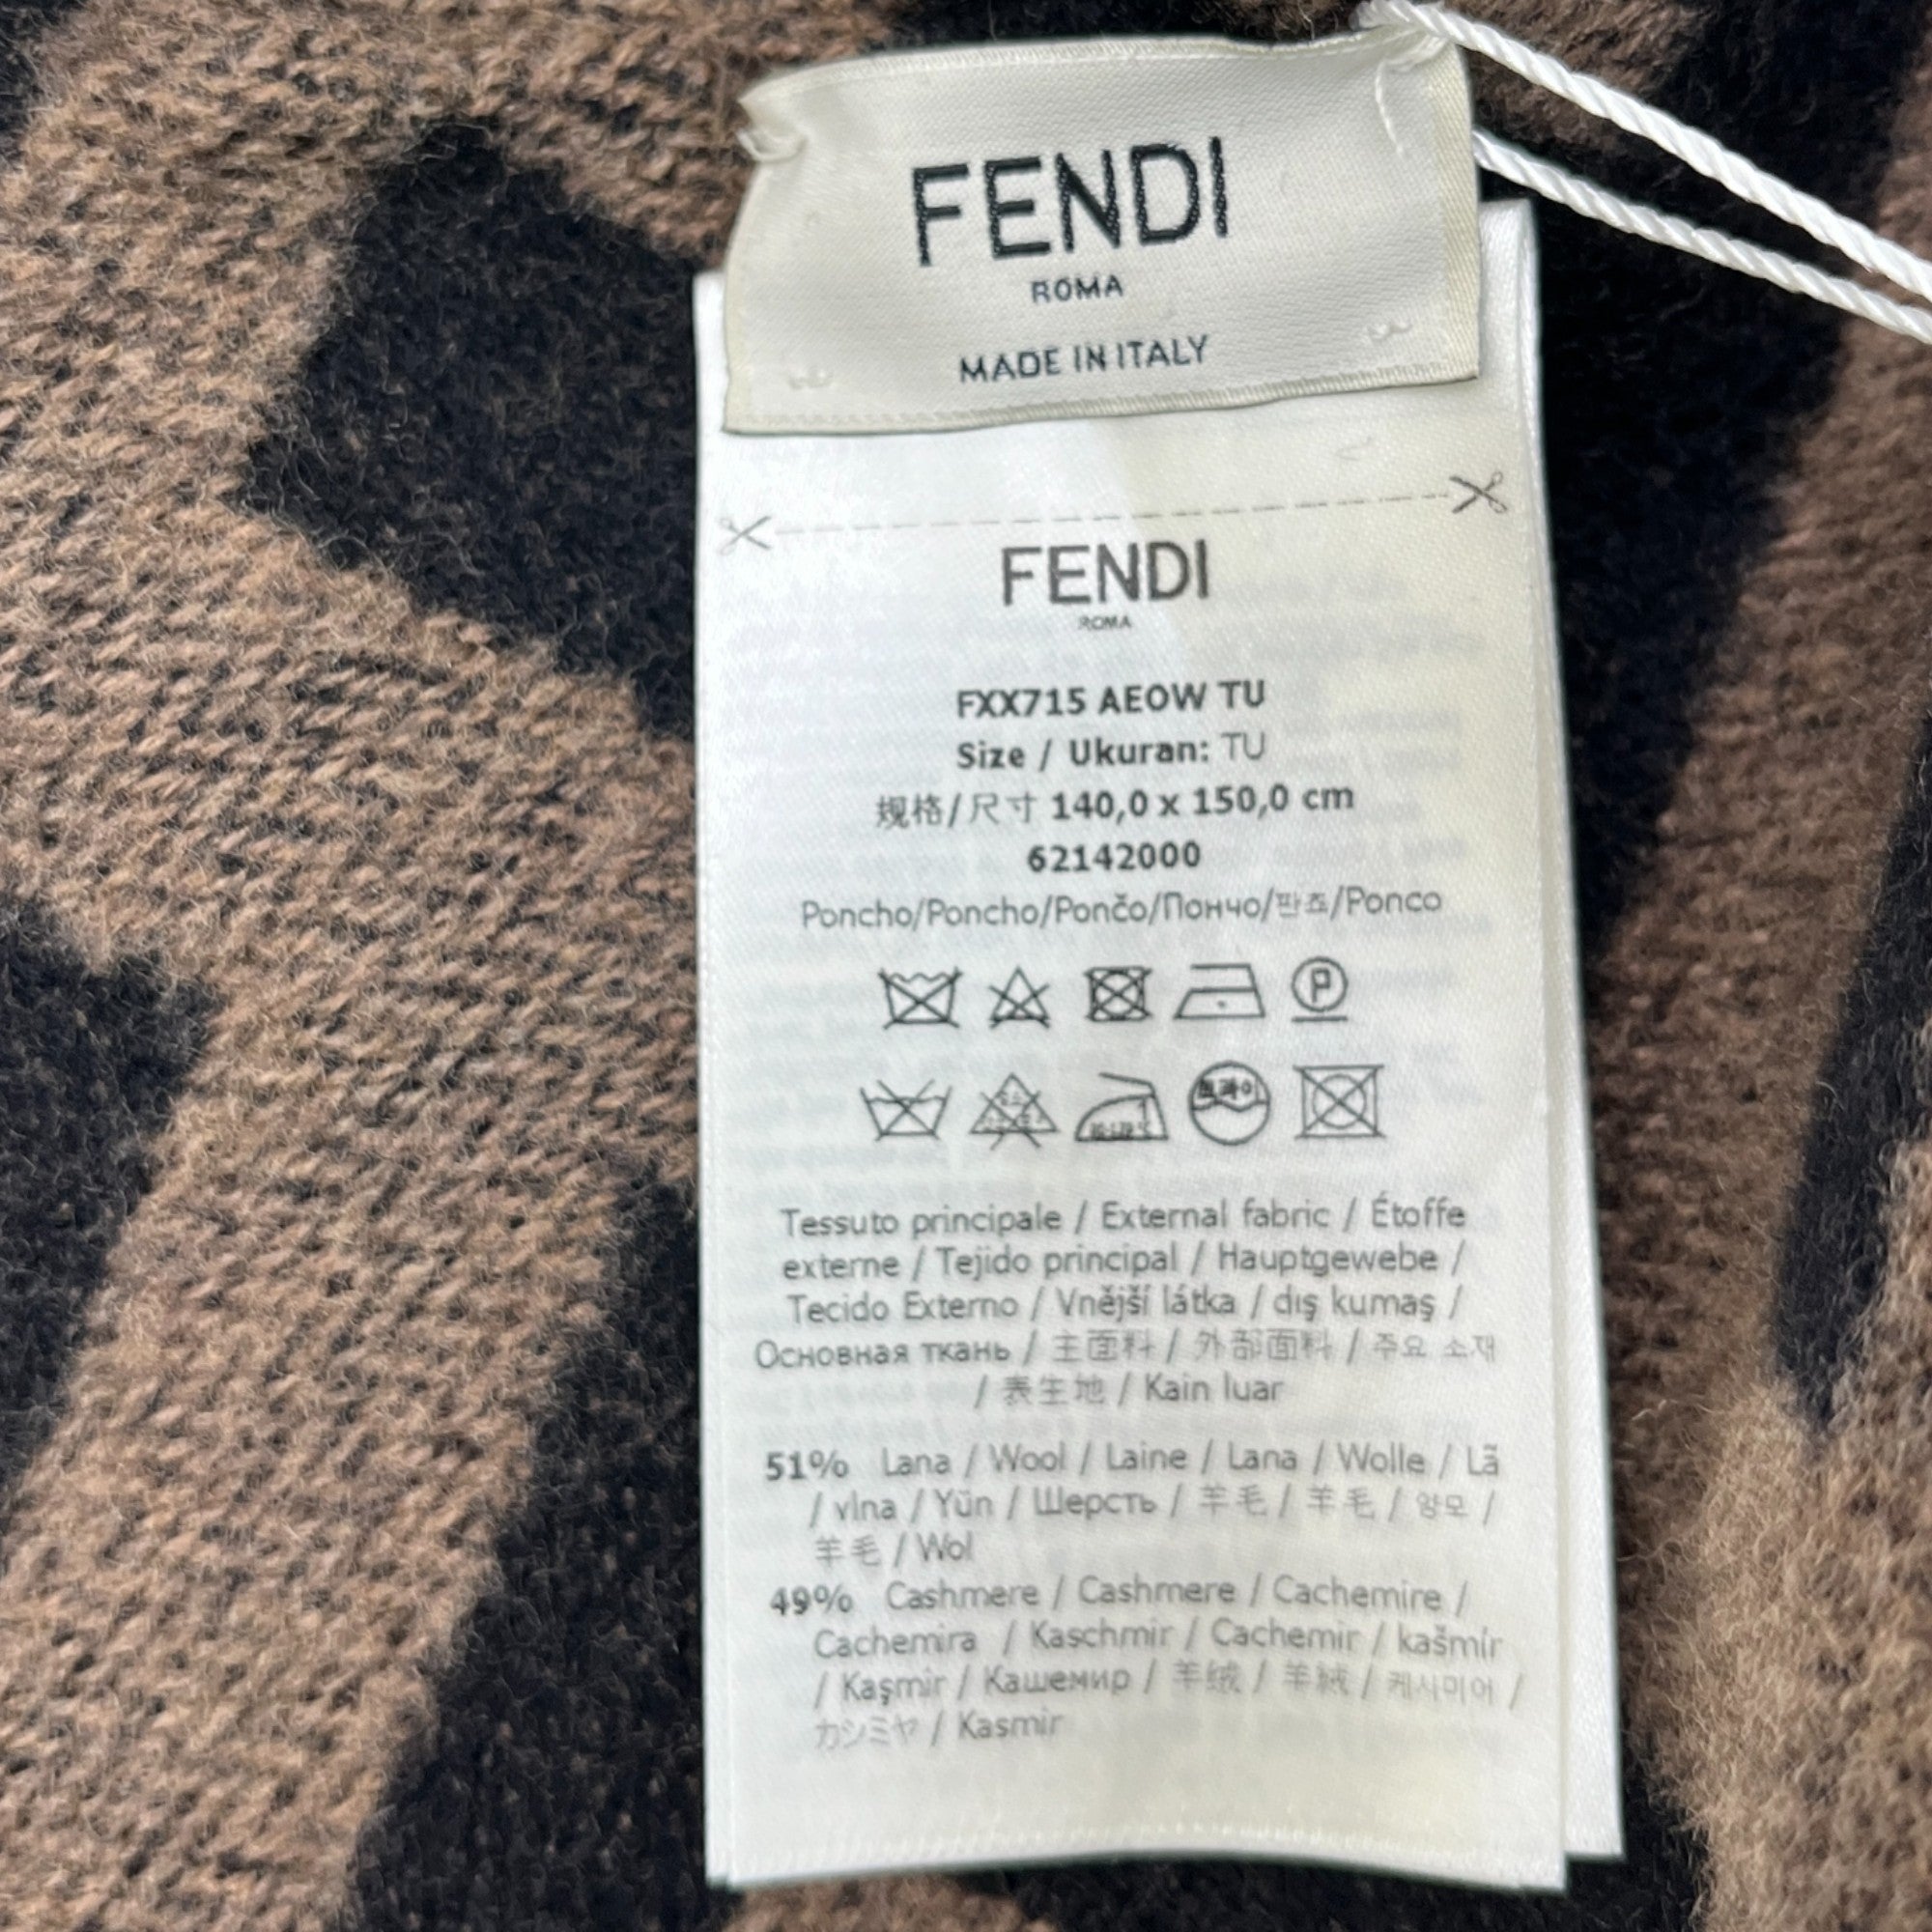 FENDI
ROMA
MADE IN ITALY
FENDI
ROMA
FXX715 AEOW TU
Size / Ukuran: TU
规格/尺寸 140,0 x 150,0 cm
62142000
Poncho/Poncho/Pončo/Пончо/판쵸/Ponco
P
Tessuto principale / External fabric / Étoffe
externe / Tejido principal / Hauptgewebe /
Tecido Externo / Vnější látka / dış kumaş /
Основная ткань / 主面料 / 外部面料 / 주요 소재
/ 表生地 / Kain luar
51% Lana / Wool / Laine / Lana / Wolle / Lã
/ vlna / Yün / Шерсть / 羊毛 / 羊毛 / 양모 /
羊毛 / Wol
49% Cashmere / Cashmere / Cachemire /
Cachemira / Kaschmir / Cachemir / kašmír
/ Kaşmir / Кашемир / 羊绒 / 羊絨 / 케시미어 /
カシミヤ / Kasmir